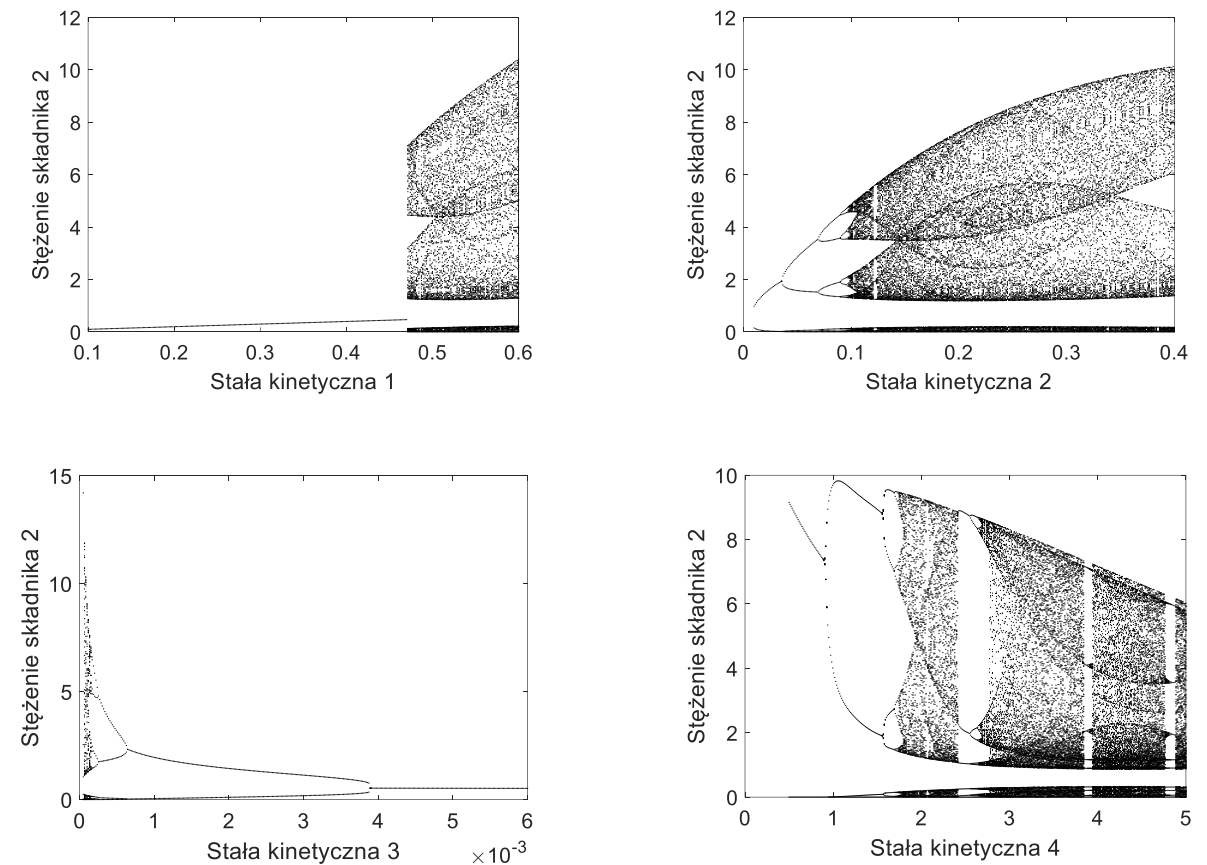 12
10
8
6
4
2
0
Stężenie składnika 2
0.1 0.2 0.3 0.4 0.5 0.6
Stała kinetyczna 1
12
10
8
6
4
2
0
Stężenie składnika 2
0 0.1 0.2 0.3 0.4
Stała kinetyczna 2
15
10
5
0
Stężenie składnika 2
0 1 2 3 4 5 6
Stała kinetyczna 3 ×10-3
10
8
6
4
2
0
Stężenie składnika 2
0 1 2 3 4 5
Stała kinetyczna 4